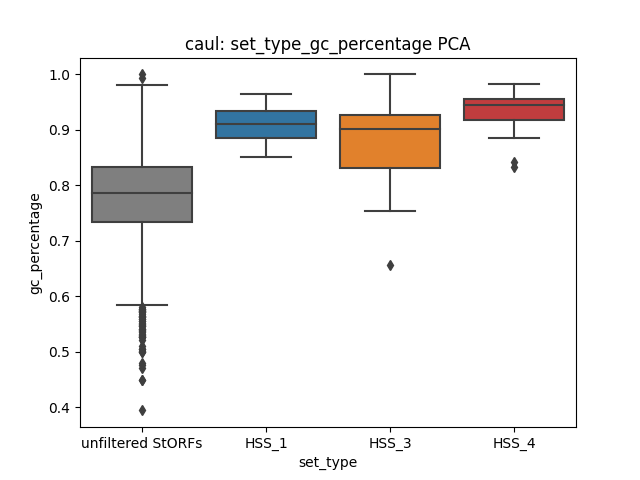 caul: set_type_gc_percentage PCA
1.0
0.9
0.8
0.7
0.6
0.5
0.4
gc_percentage
unfiltered StORFs HSS_1 HSS_3 HSS_4
set_type